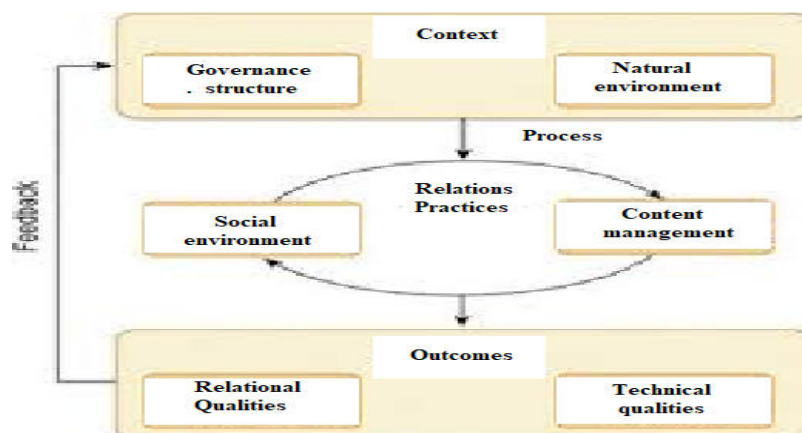 Context
Governance
. structure
Natural
environment
Process
Relations
Practices
Social
environment
Content
management
Feedback
Outcomes
Relational
Qualities
Technical
qualities